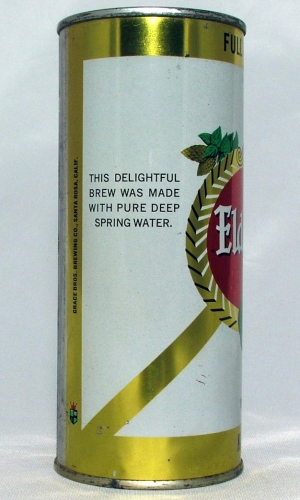 FULL
THIS DELIGHTFUL
BREW WAS MADE
WITH PURE DEEP
SPRING WATER.
GRACE BROS. BREWING CO., SANTA ROSA, CALIF.